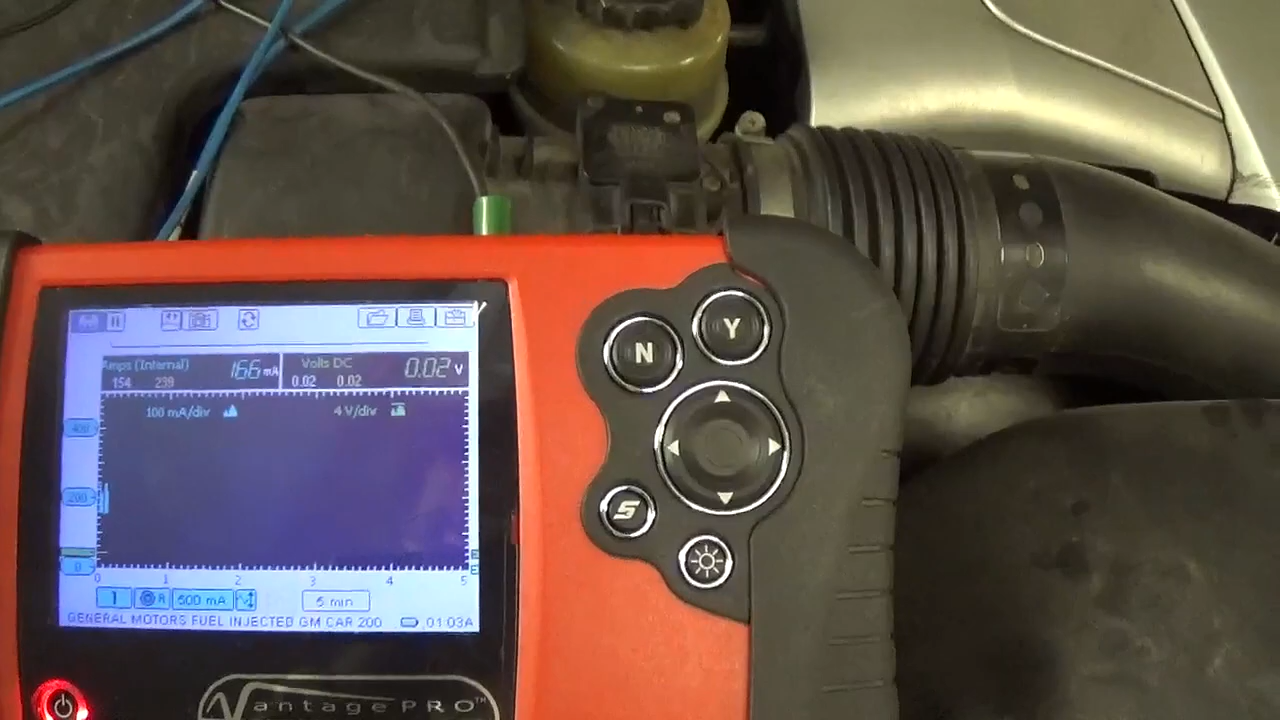 Amps (Internal) 166 mA Volts DC 0.02 V
154 239 0.02 0.02
100 mA/div 4 V/div
400
200
0
0 1 2 3 4 5
1 R 500 mA 5 min
GENERAL MOTORS FUEL INJECTED GM CAR 200 01:03A
N
Y
S
VantagePRO™